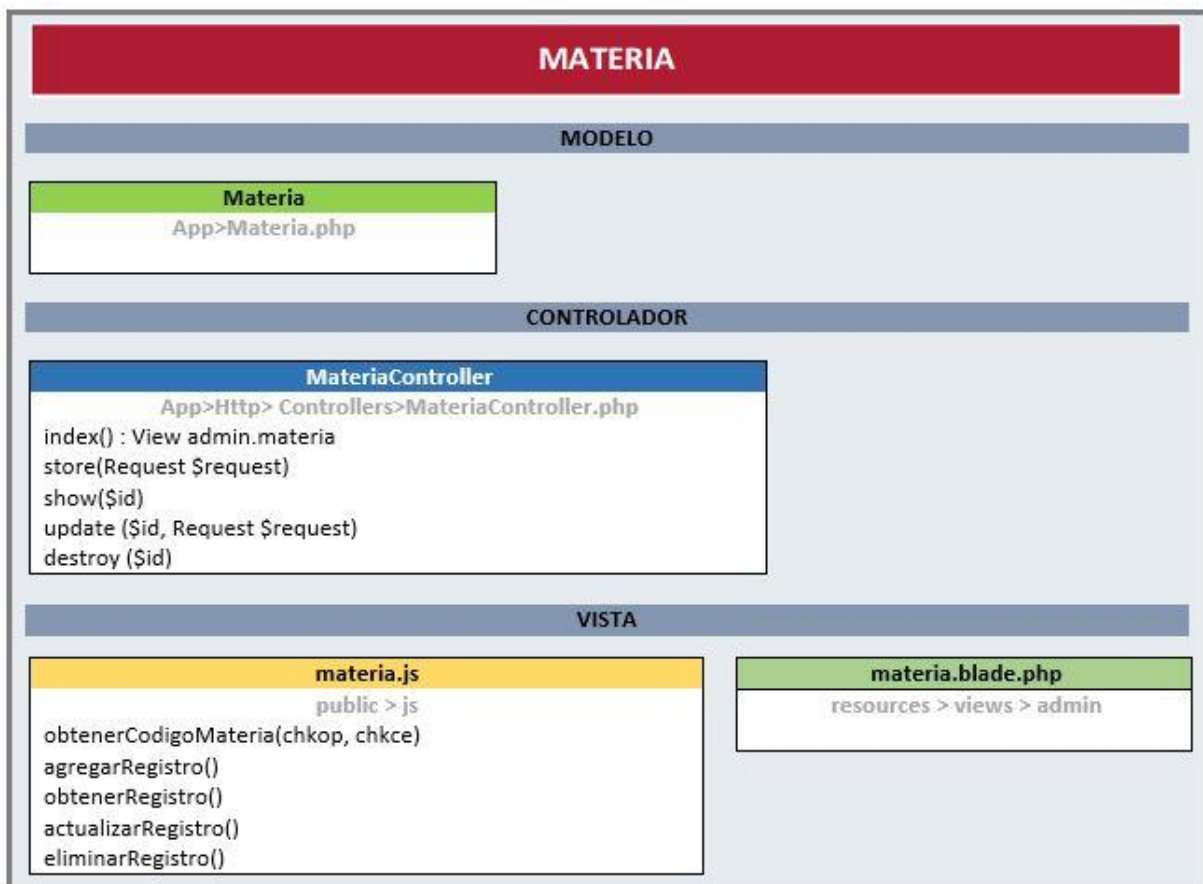 MATERIA
MODELO
Materia
App>Materia.php
CONTROLADOR
MateriaController
App>Http> Controllers>MateriaController.php
index() : View admin.materia
store(Request $request)
show($id)
update ($id, Request $request)
destroy ($id)
VISTA
materia.js
public > js
obtenerCodigoMateria(chkop, chkce)
agregarRegistro()
obtenerRegistro()
actualizarRegistro()
eliminarRegistro()
materia.blade.php
resources > views > admin